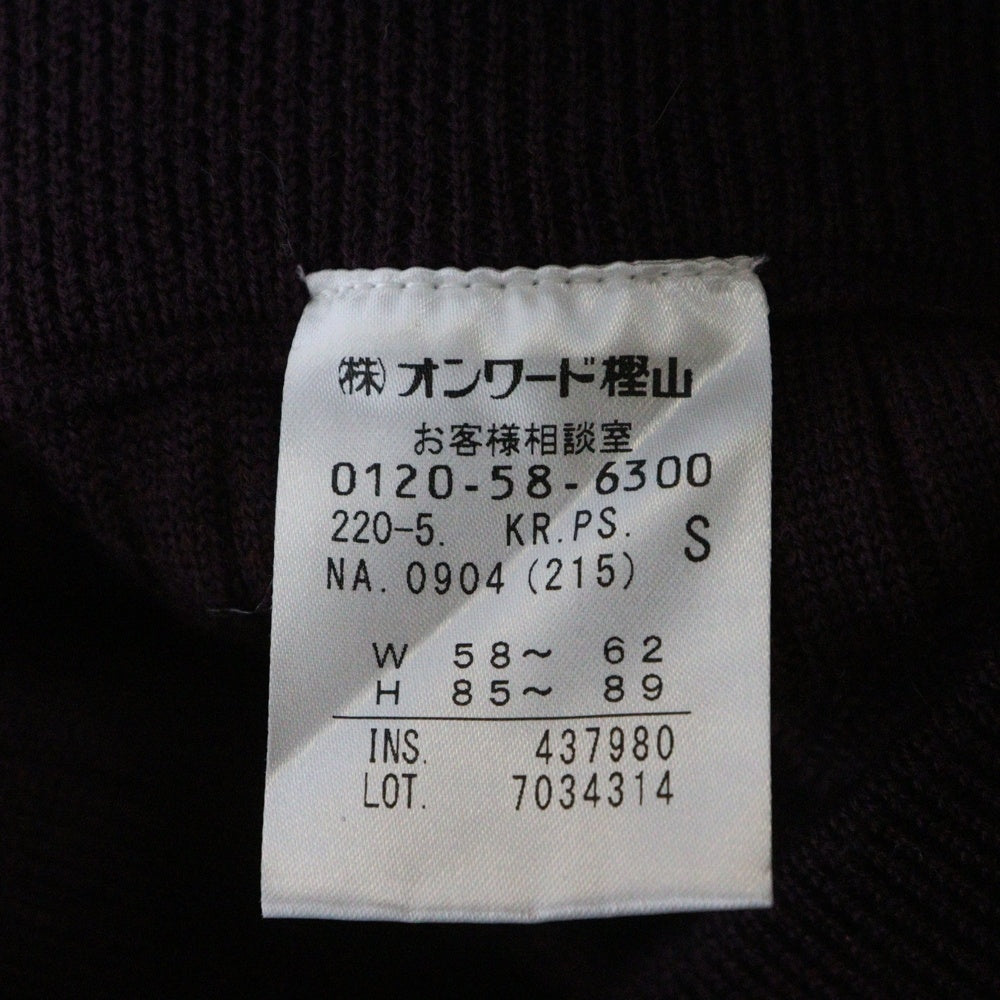 ㈱オンワード樫山
お客様相談室
0120-58-6300
220-5. KR.PS. S
NA.0904(215)
W 58～ 62
H 85～ 89
INS. 437980
LOT. 7034314